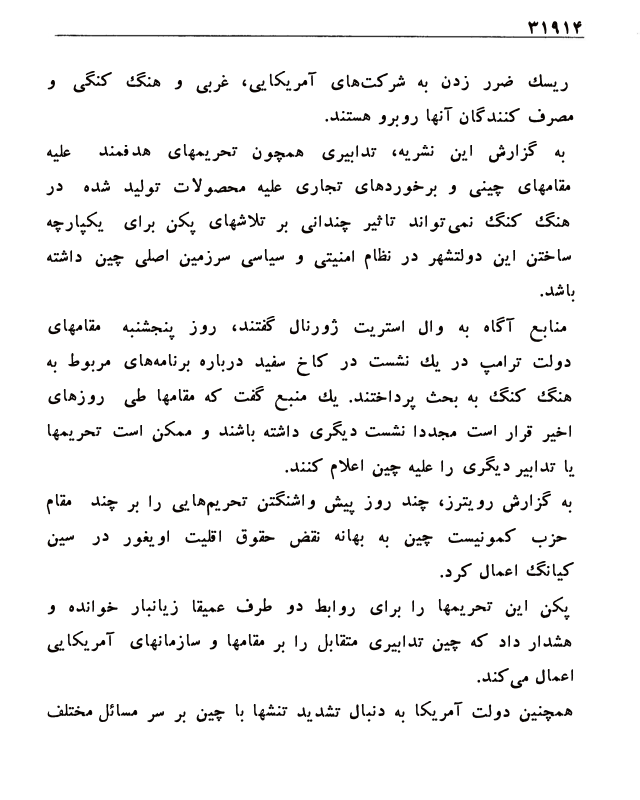 ۳۱۹۱۴
ریسك ضرر زدن به شرکت‌های آمریکایی، غربی و هنگ کنگی و
مصرف کنندگان آنها روبرو هستند.
به گزارش این نشریه، تدابیری همچون تحریمهای هدفمند علیه
مقامهای چینی و برخوردهای تجاری علیه محصولات تولید شده در
هنگ کنگ نمی‌تواند تاثیر چندانی بر تلاشهای پکن برای یکپارچه
ساختن این دولتشهر در نظام امنیتی و سیاسی سرزمین اصلی چین داشته
باشد.
منابع آگاه به وال استریت ژورنال گفتند، روز پنجشنبه مقامهای
دولت ترامپ در یك نشست در کاخ سفید درباره برنامه‌های مربوط به
هنگ کنگ به بحث پرداختند. یك منبع گفت که مقامها طی روزهای
اخیر قرار است مجددا نشست دیگری داشته باشند و ممکن است تحریمها
یا تدابیر دیگری را علیه چین اعلام کنند.
به گزارش رویترز، چند روز پیش واشنگتن تحریم‌هایی را بر چند مقام
حزب کمونیست چین به بهانه نقض حقوق اقلیت اویغور در سین
کیانگ اعمال کرد.
پکن این تحریمها را برای روابط دو طرف عمیقا زیانبار خوانده و
هشدار داد که چین تدابیری متقابل را بر مقامها و سازمانهای آمریکایی
اعمال می‌کند.
همچنین دولت آمریکا به دنبال تشدید تنشها با چین بر سر مسائل مختلف